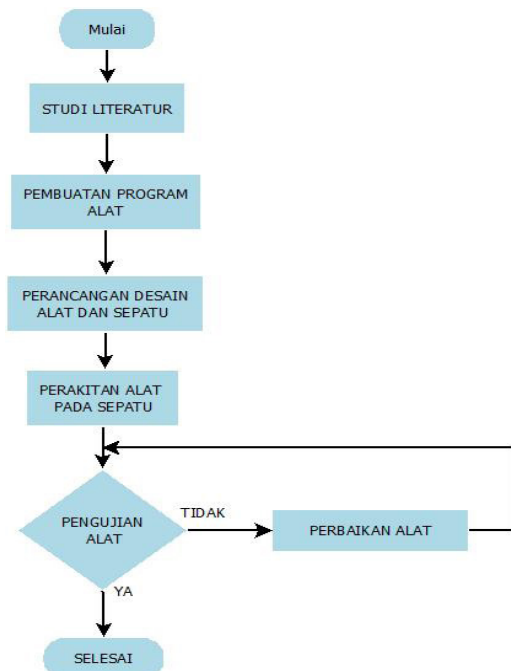 Mulai
STUDI LITERATUR
PEMBUATAN PROGRAM
ALAT
PERANCANGAN DESAIN
ALAT DAN SEPATU
PERAKITAN ALAT
PADA SEPATU
PENGUJIAN
ALAT
TIDAK
PERBAIKAN ALAT
YA
SELESAI